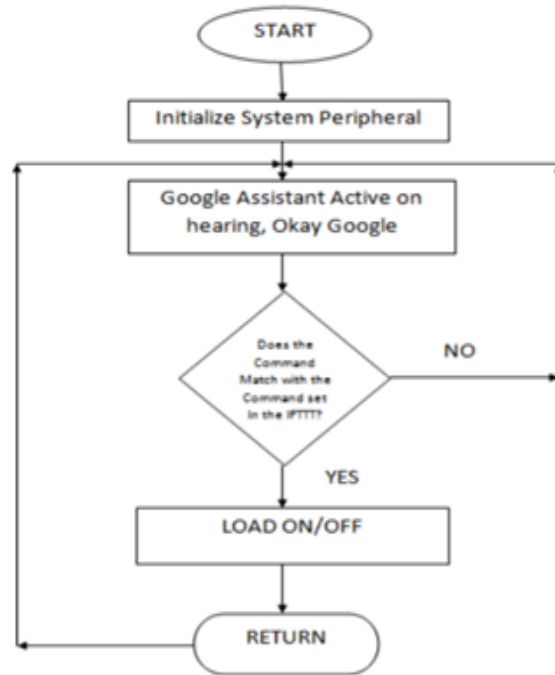 START
Initialize System Peripheral
Google Assistant Active on
hearing, Okay Google
Does the
Command
Match with the
Command set
In the IFTTT?
NO
YES
LOAD ON/OFF
RETURN